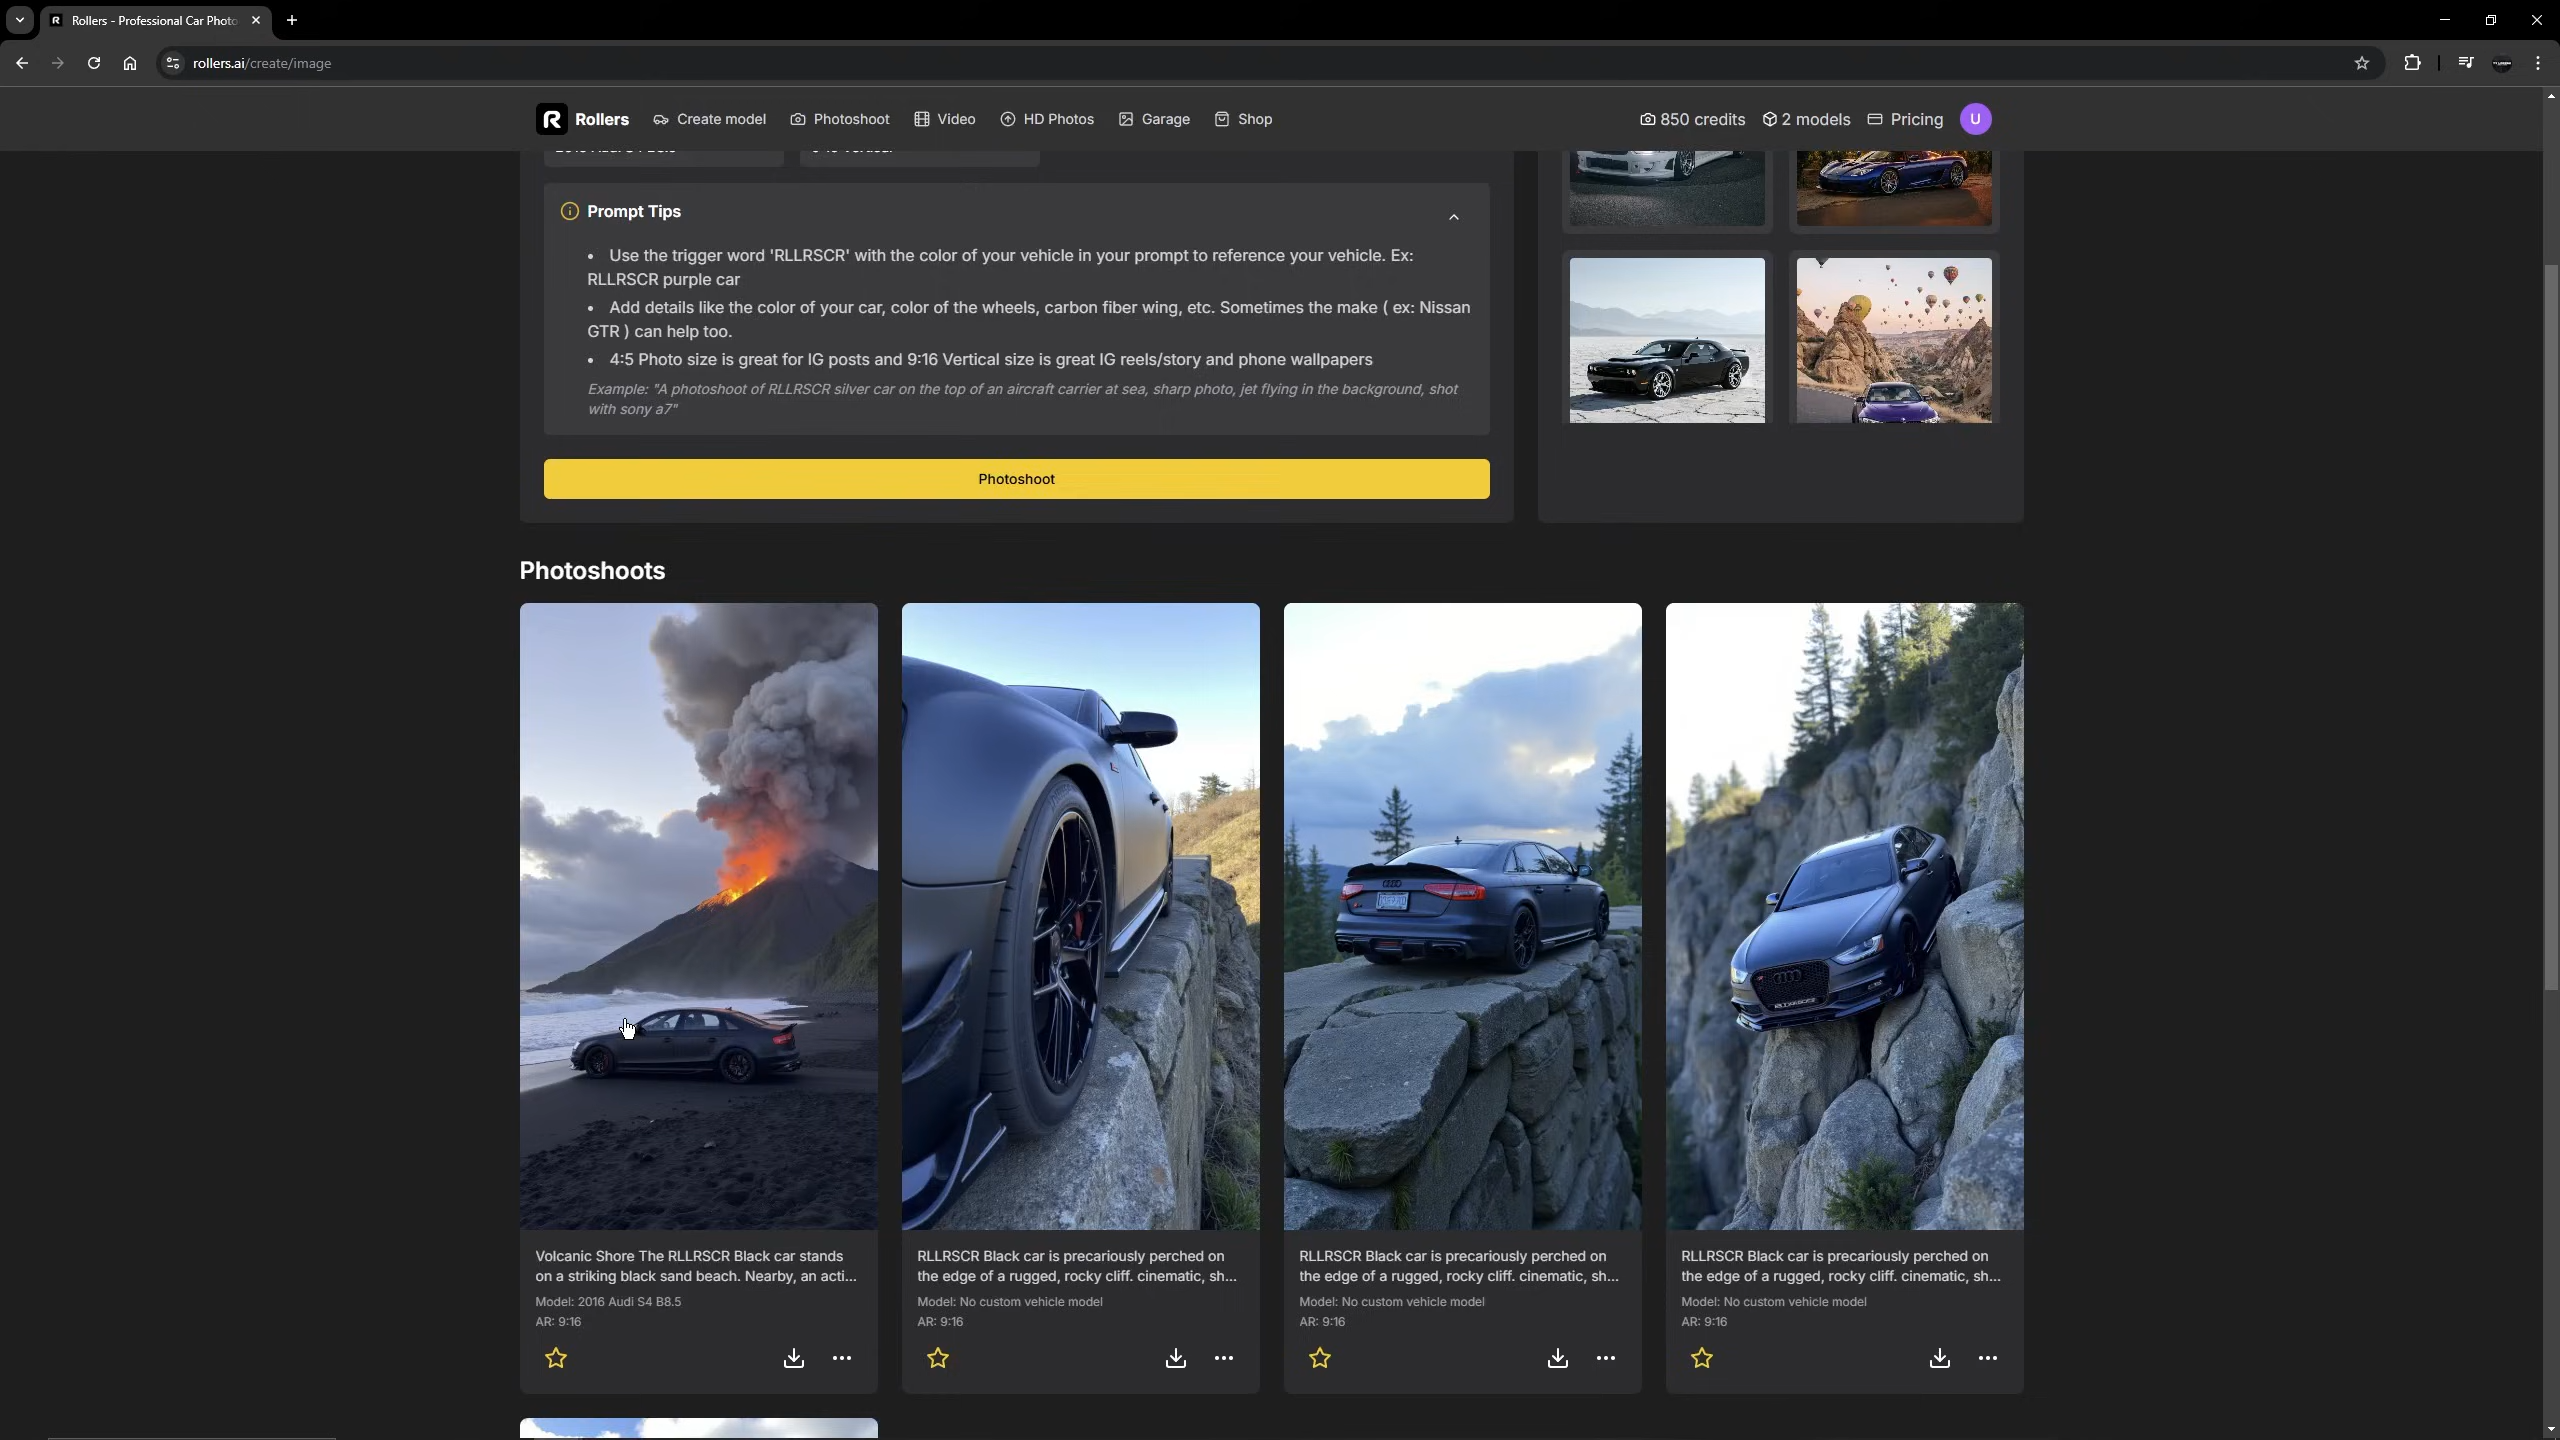 Rollers - Professional Car Photo
rollers.ai/create/image
Rollers
Create model
Photoshoot
Video
HD Photos
Garage
Shop
850 credits
2 models
Pricing
U
Prompt Tips
• Use the trigger word 'RLLRSCR' with the color of your vehicle in your prompt to reference your vehicle. Ex:
RLLRSCR purple car
• Add details like the color of your car, color of the wheels, carbon fiber wing, etc. Sometimes the make ( ex: Nissan
GTR ) can help too.
• 4:5 Photo size is great for IG posts and 9:16 Vertical size is great IG reels/story and phone wallpapers
Example: "A photoshoot of RLLRSCR silver car on the top of an aircraft carrier at sea, sharp photo, jet flying in the background, shot
with sony a7"
Photoshoot
Photoshoots
Volcanic Shore The RLLRSCR Black car stands
on a striking black sand beach. Nearby, an acti...
Model: 2016 Audi S4 B8.5
AR: 9:16
RLLRSCR Black car is precariously perched on
the edge of a rugged, rocky cliff. cinematic, sh...
Model: No custom vehicle model
AR: 9:16
RLLRSCR Black car is precariously perched on
the edge of a rugged, rocky cliff. cinematic, sh...
Model: No custom vehicle model
AR: 9:16
RLLRSCR Black car is precariously perched on
the edge of a rugged, rocky cliff. cinematic, sh...
Model: No custom vehicle model
AR: 9:16